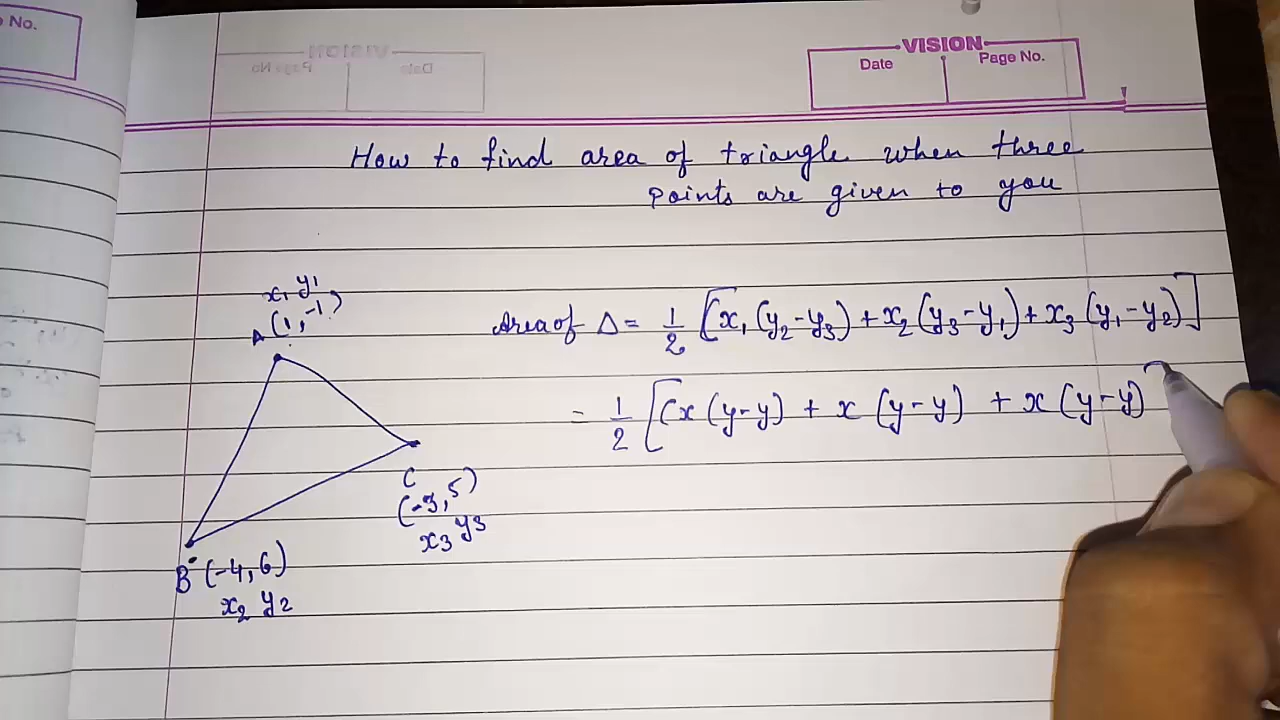 No.
VISION
Date
Page No.
How to find area of triangle when three
points are given to you
x₁ y₁
A (1, -1)
Area of Δ = 1/2 [x₁ (y₂ - y₃) + x₂ (y₃ - y₁) + x₃ (y₁ - y₂)]
= 1/2 [(x (y - y) + x (y - y) + x (y - y)
C
(-3, 5)
x₃ y₃
B (-4, 6)
x₂ y₂